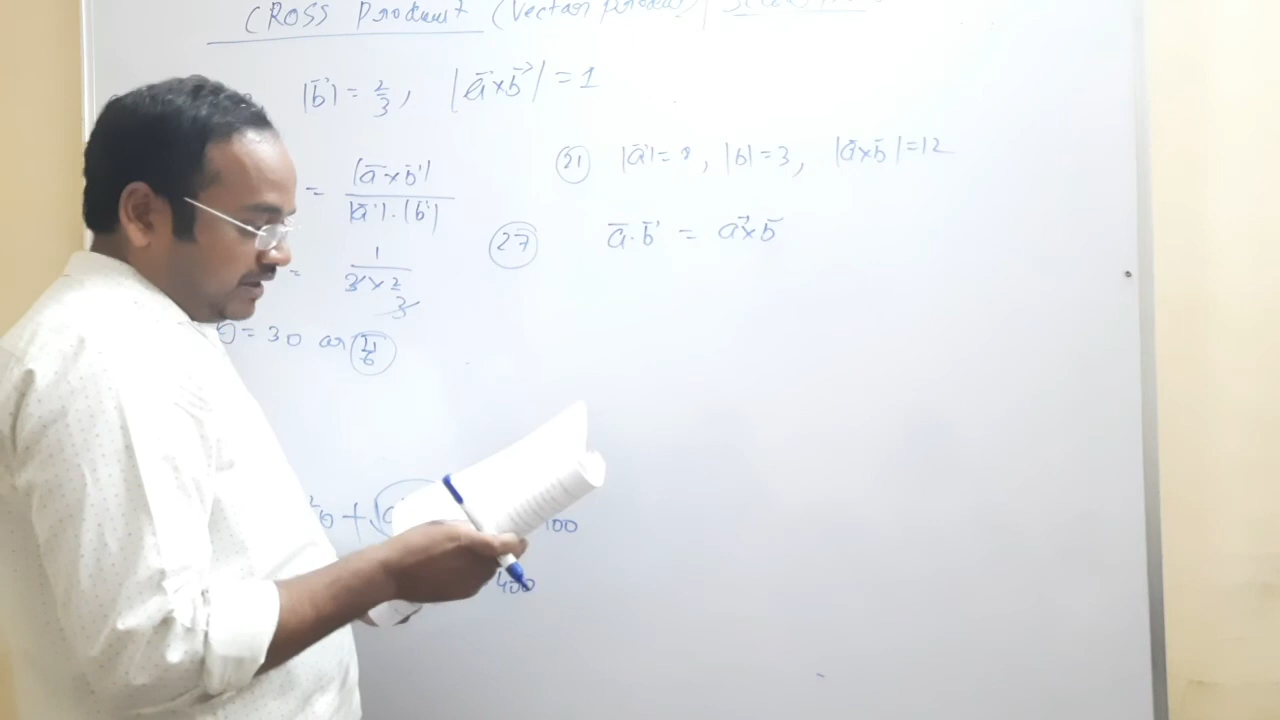 CROSS Product (Vector product)
|b⃗| = 2/3, |a⃗×b⃗| = 1
= |a⃗×b⃗| / |a⃗|.|b⃗|
= 1 / 3×2/3
θ = 30 or π/6
+
100
400
(21) |a⃗| = 8, |b| = 3, |a⃗×b⃗| = 12
(27) a⃗.b⃗ = a⃗×b⃗